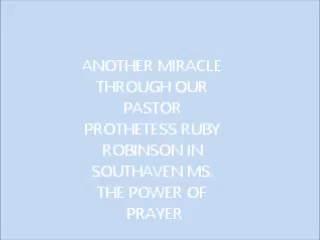 ANOTHER MIRACLE
THROUGH OUR
PASTOR
PROTHETESS RUBY
ROBINSON IN
SOUTHAVEN MS.
THE POWER OF
PRAYER